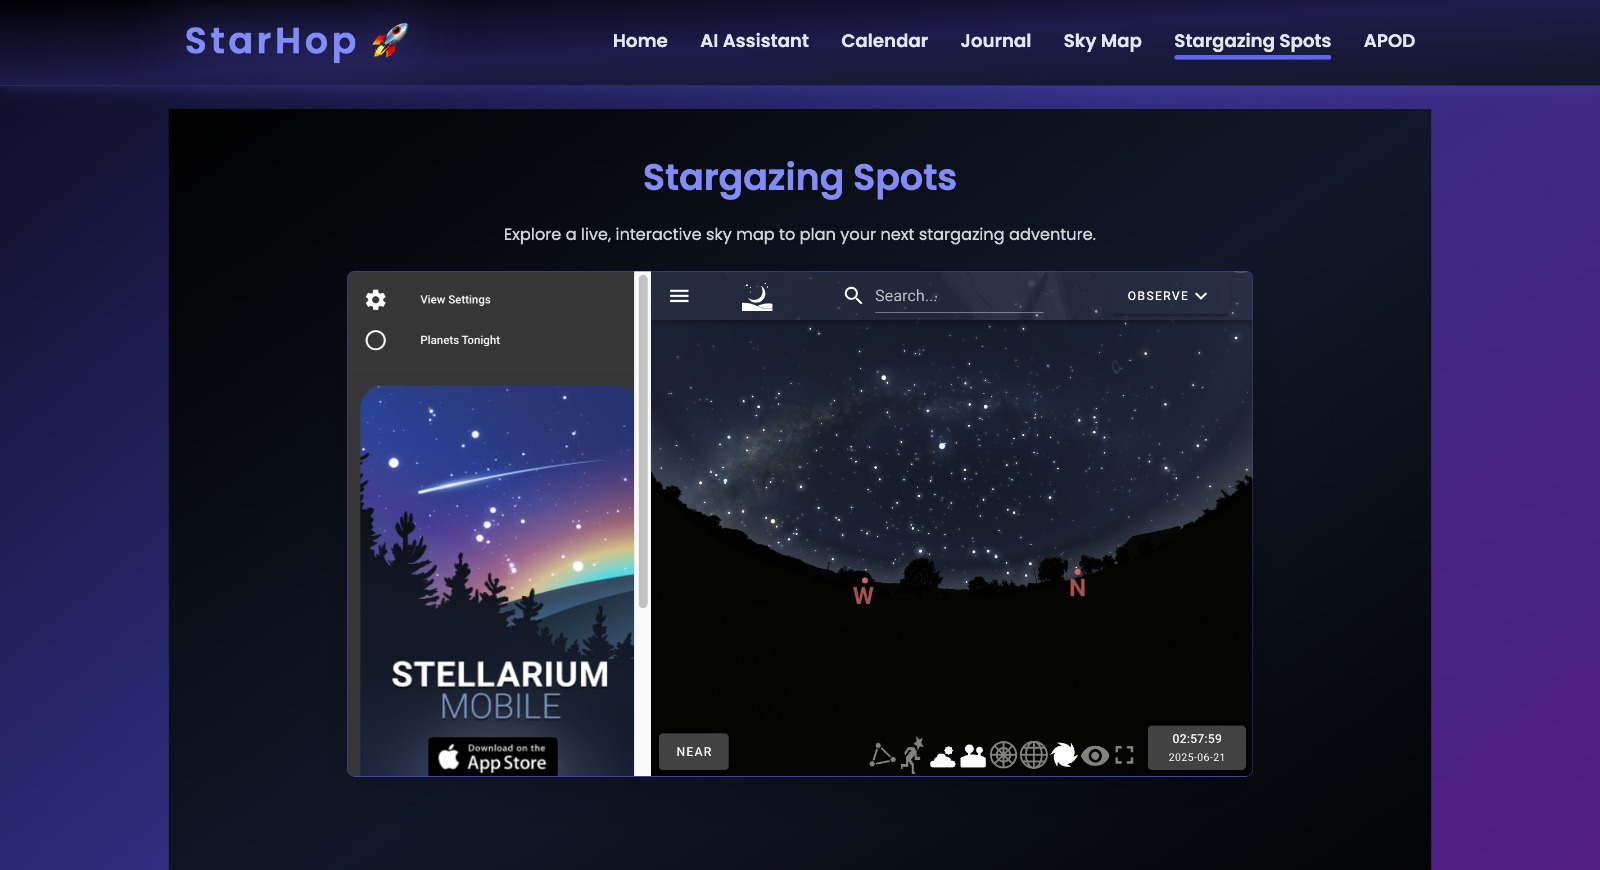 StarHop 🚀
Home
AI Assistant
Calendar
Journal
Sky Map
Stargazing Spots
APOD
Stargazing Spots
Explore a live, interactive sky map to plan your next stargazing adventure.
View Settings
Planets Tonight
STELLARIUM
MOBILE
Download on the
App Store
Search...
OBSERVE
W
N
NEAR
02:57:59
2025-06-21